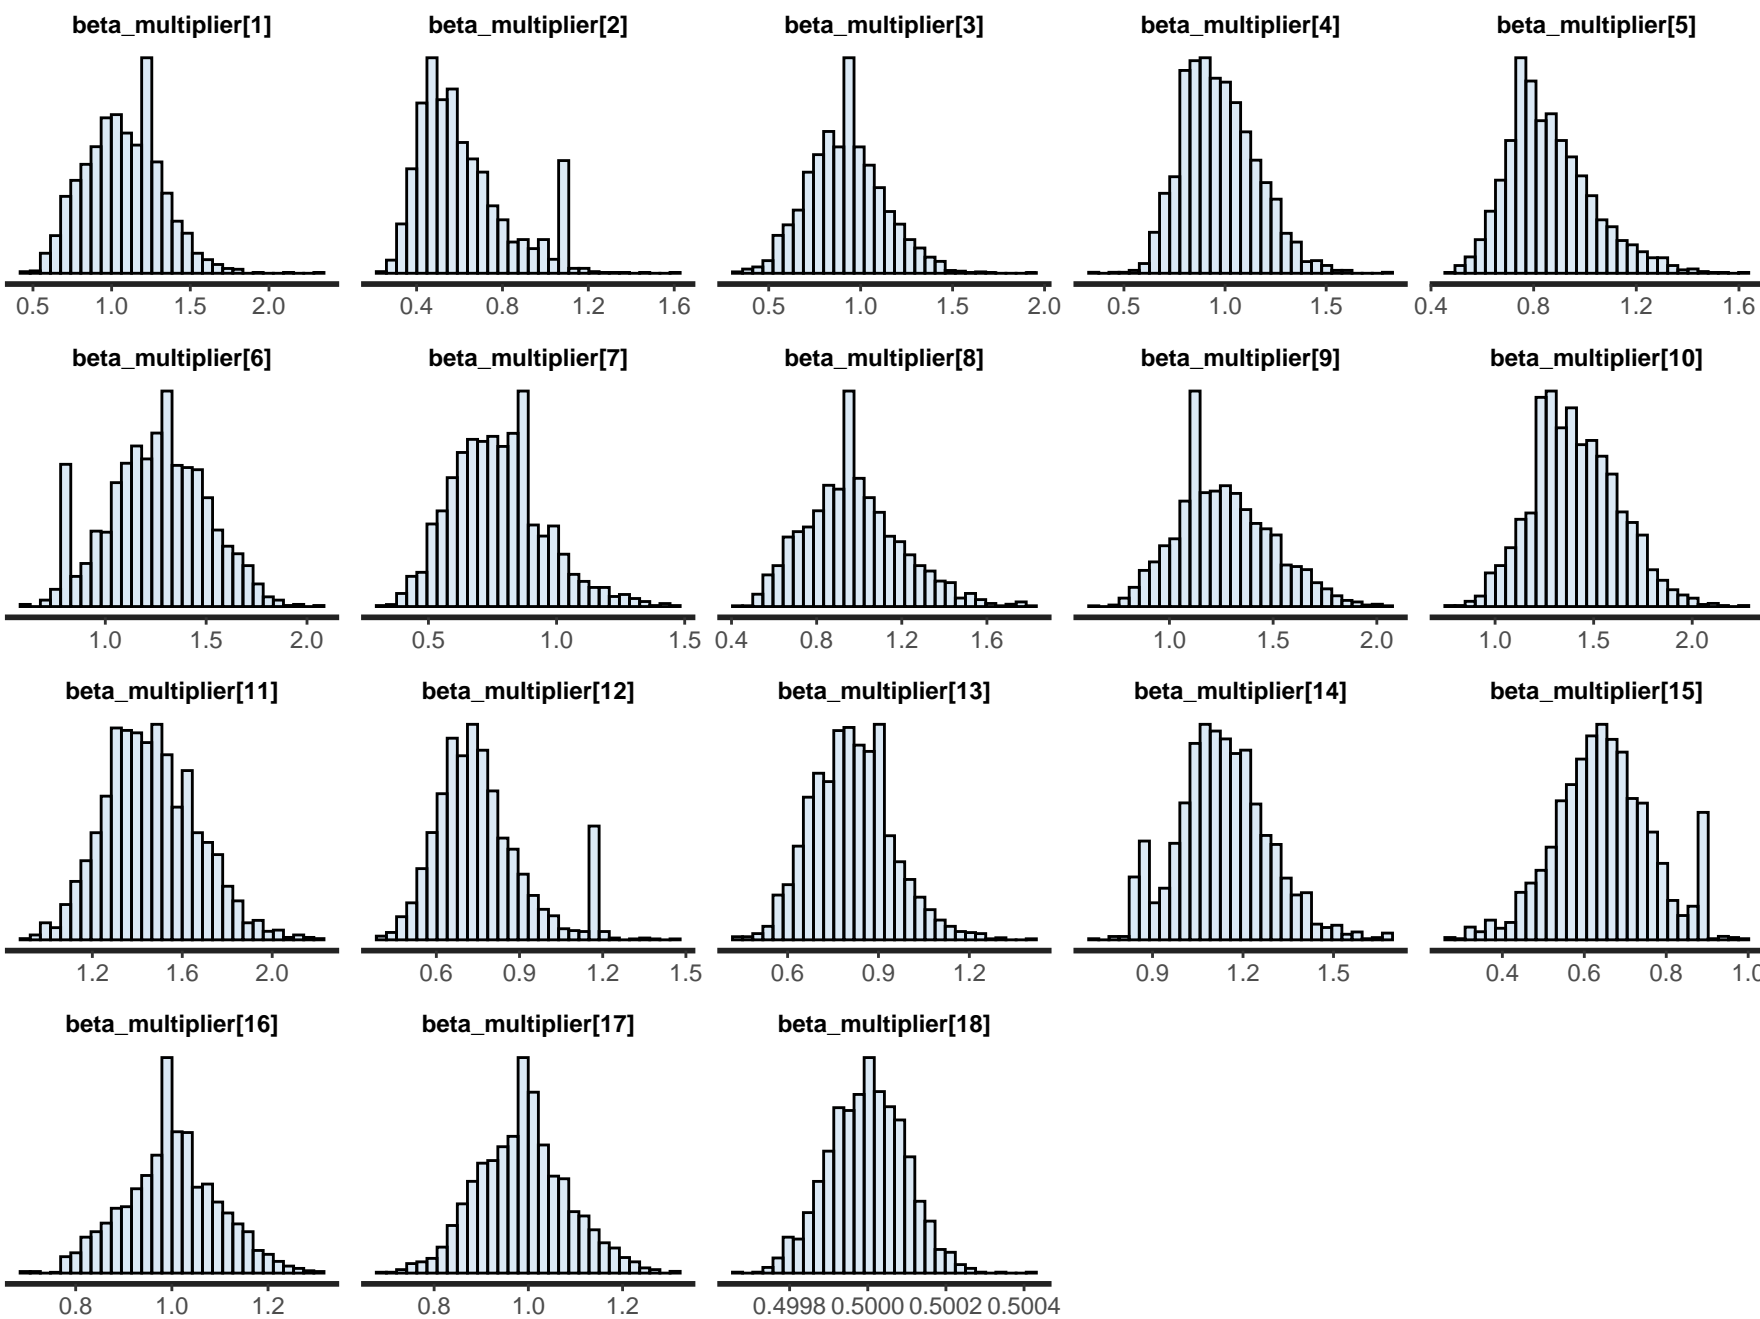 beta_multiplier[1] beta_multiplier[2] beta_multiplier[3] beta_multiplier[4] beta_multiplier[5]
0.5 1.0 1.5 2.0 0.4 0.8 1.2 1.6 0.5 1.0 1.5 2.0 0.5 1.0 1.5 0.4 0.8 1.2 1.6
beta_multiplier[6] beta_multiplier[7] beta_multiplier[8] beta_multiplier[9] beta_multiplier[10]
1.0 1.5 2.0 0.5 1.0 1.5 0.4 0.8 1.2 1.6 1.0 1.5 2.0 1.0 1.5 2.0
beta_multiplier[11] beta_multiplier[12] beta_multiplier[13] beta_multiplier[14] beta_multiplier[15]
1.2 1.6 2.0 0.6 0.9 1.2 1.5 0.6 0.9 1.2 0.9 1.2 1.5 0.4 0.6 0.8 1.0
beta_multiplier[16] beta_multiplier[17] beta_multiplier[18]
0.8 1.0 1.2 0.8 1.0 1.2 0.4998 0.5000 0.5002 0.5004